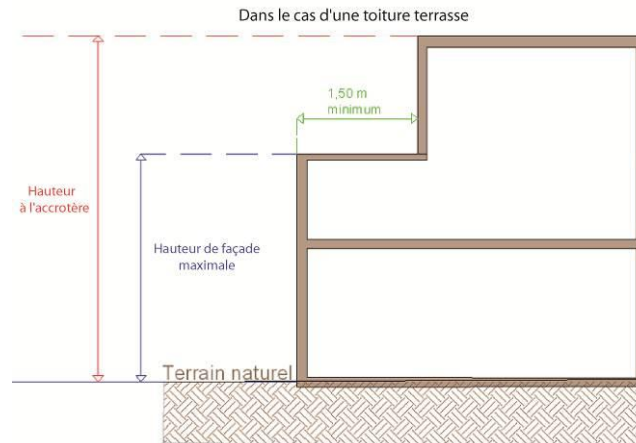 Dans le cas d'une toiture terrasse
1,50 m
minimum
Hauteur
à l'accrotère
Hauteur de façade
maximale
Terrain naturel